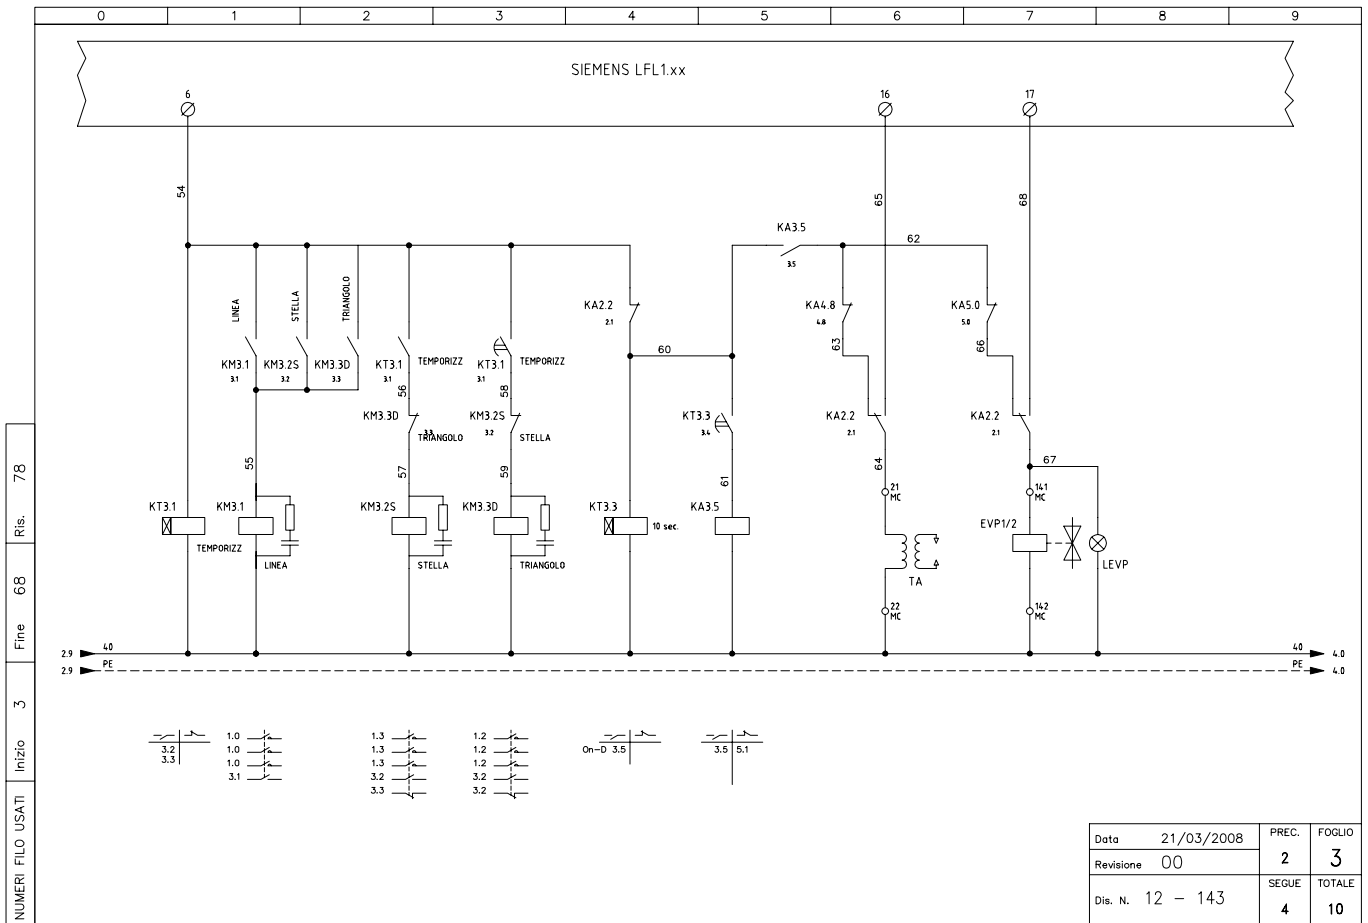 0 1 2 3 4 5 6 7 8 9
SIEMENS LFL1.xx
6 16 17
54 65 68
KA3.5
3.5
62
LINEA STELLA TRIANGOLO
KA2.2
2.1
KA4.8
4.8
KA5.0
5.0
63 66
60
KM3.1
3.1
KM3.2S
3.2
KM3.3D
3.3
KT3.1
3.1
TEMPORIZZ
KT3.1
3.1
TEMPORIZZ
56 58
KM3.3D
3.3
TRIANGOLO
KM3.2S
3.2
STELLA
KT3.3
3.4
KA2.2
2.1
KA2.2
2.1
55 57 59 61 64 67
21
MC
141
MC
KT3.1
TEMPORIZZ
KM3.1
LINEA
KM3.2S
STELLA
KM3.3D
TRIANGOLO
KT3.3
10 sec.
KA3.5
TA
EVP1/2
LEVP
22
MC
142
MC
2.9 40 40 4.0
2.9 PE PE 4.0
3.2
3.3
1.0
1.0
1.0
3.1
1.3
1.3
1.3
3.2
3.3
1.2
1.2
1.2
3.2
3.2
On-D 3.5
3.5 5.1
NUMERI FILO USATI Inizio 3 Fine 68 Ris. 78
Data 21/03/2008
Revisione 00
Dis. N. 12 - 143
PREC.
2
FOGLIO
3
SEGUE
4
TOTALE
10